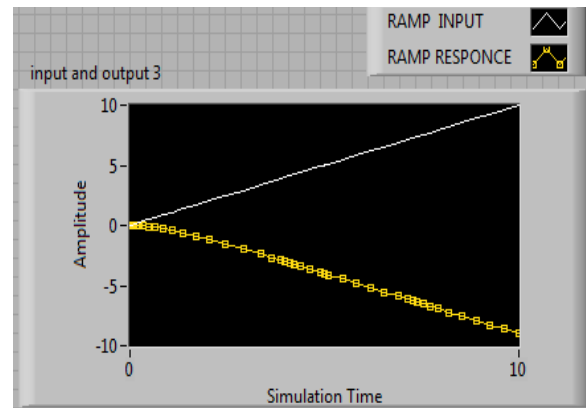 RAMP INPUT
RAMP RESPONCE
input and output 3
10
5
0
-5
-10
Amplitude
0
10
Simulation Time